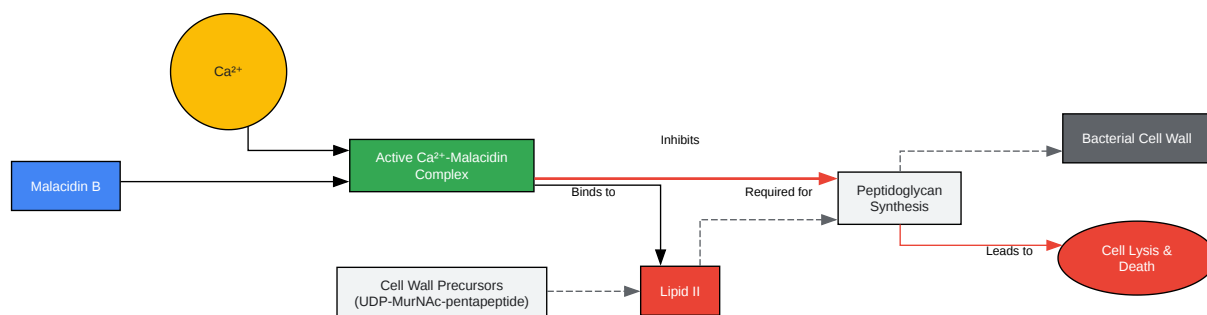 Ca²⁺
Malacidin B
Active Ca²⁺-Malacidin
Complex
Inhibits
Binds to
Required for
Peptidoglycan
Synthesis
Bacterial Cell Wall
Leads to
Cell Lysis &
Death
Cell Wall Precursors
(UDP-MurNAc-pentapeptide)
Lipid II